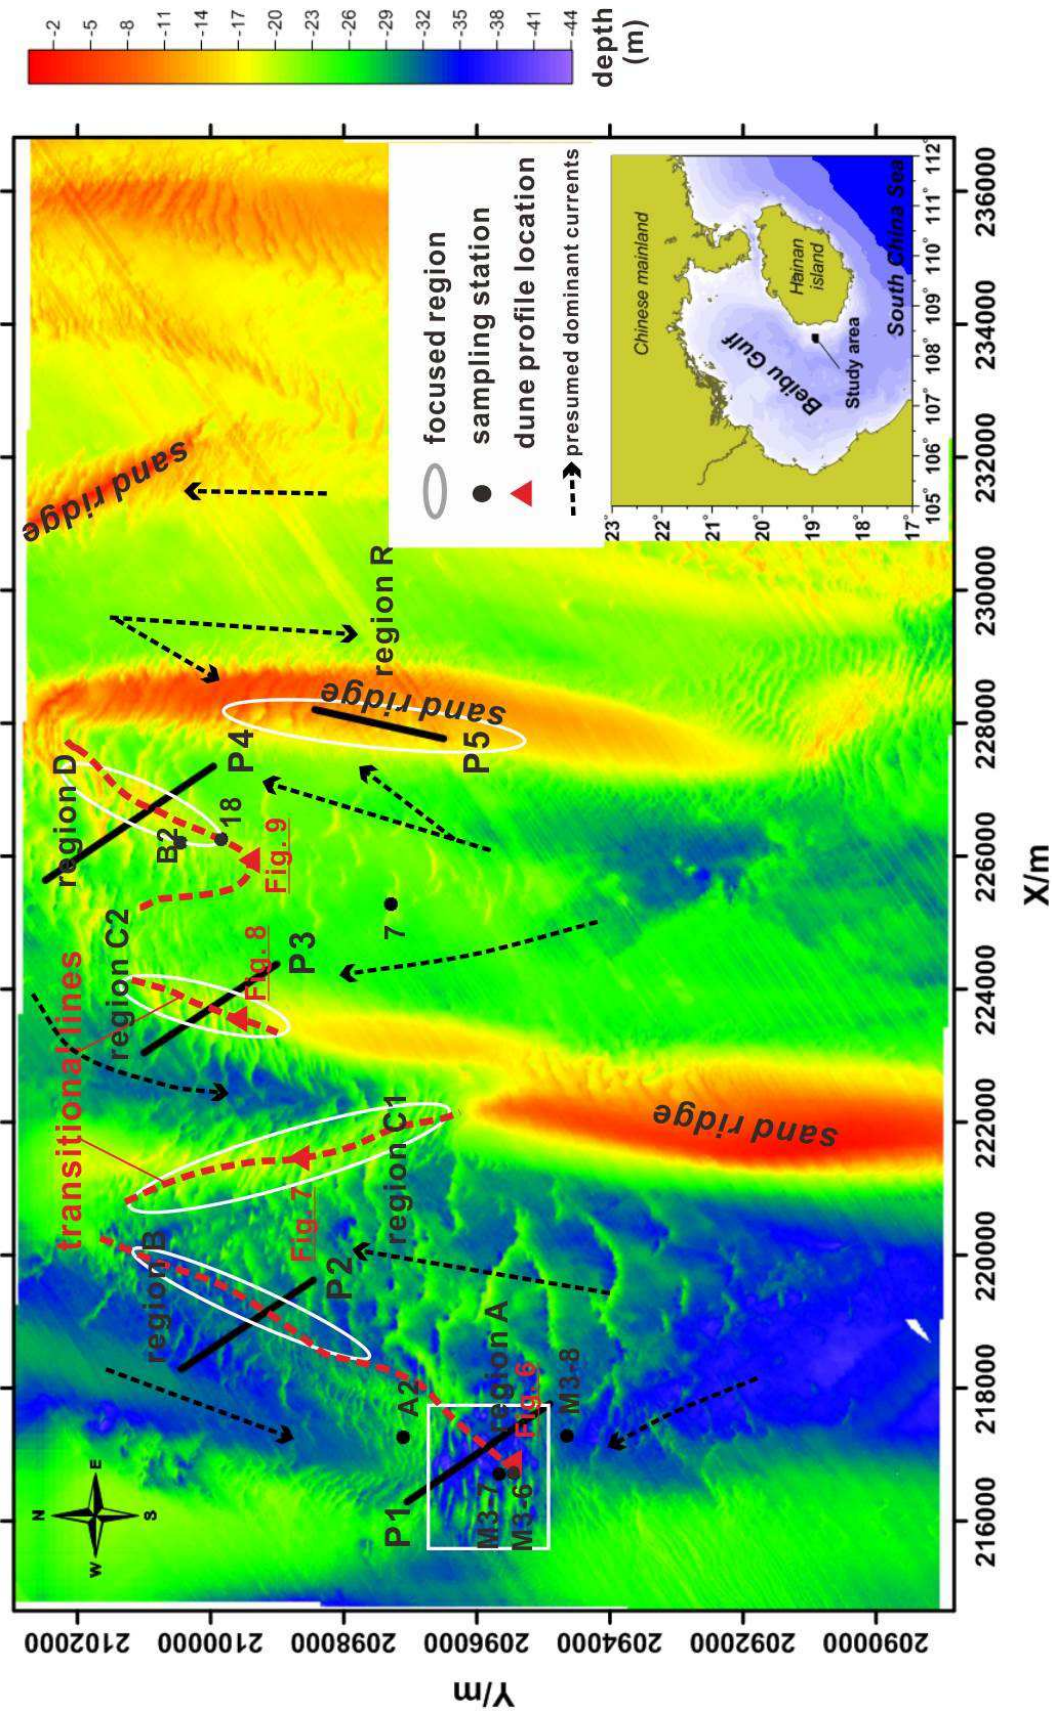 -2
-5
-8
-11
-14
-17
-20
-23
-26
-29
-32
-35
-38
-41
-44
depth
(m)
N
E
S
W
transitional lines
region B
region C2
region D
sand ridge
P2
P3
P4
B2
18
Fig. 7
Fig. 8
Fig. 9
P1
A2
region C1
7
P5
sand ridge
region R
M3-7
M3-6
region A
Fig. 6
M3-8
sand ridge
focused region
sampling station
dune profile location
presumed dominant currents
Chinese mainland
Beibu Gulf
Hainan
island
Study area
South China Sea
23°
22°
21°
20°
19°
18°
17°
105°
106°
107°
108°
109°
110°
111°
112°
2102000
2100000
2098000
2096000
2094000
2092000
2090000
Y/m
216000
218000
220000
222000
224000
226000
228000
230000
232000
234000
236000
X/m